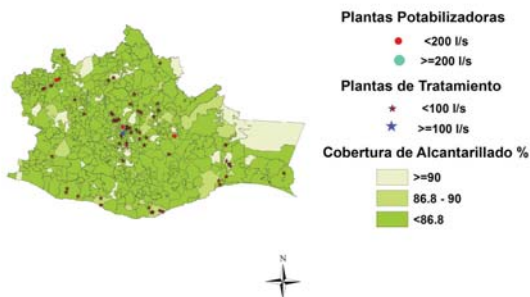 Plantas Potabilizadoras
<200 l/s
>=200 l/s
Plantas de Tratamiento
<100 l/s
>=100 l/s
Cobertura de Alcantarillado %
>=90
86.8 - 90
<86.8
N